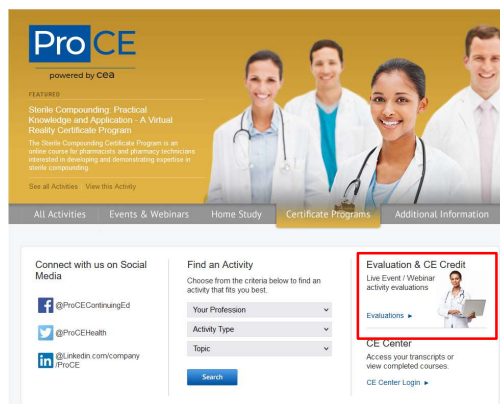 ProCE
powered by cea
FEATURED
Sterile Compounding: Practical
Knowledge and Application - A Virtual
Reality Certificate Program
The Sterile Compounding Certificate Program is an
online course for pharmacists and pharmacy technicians
interested in developing and demonstrating expertise in
sterile compounding.
See all Activities View this Activity
All Activities Events & Webinars Home Study Certificate Programs Additional Information
Connect with us on Social
Media
@ProCEContinuingEd
@ProCEHealth
in @Linkedin.com/company
/ProCE
Find an Activity
Choose from the criteria below to find an
activity that fits you best.
Your Profession
Activity Type
Topic
Search
Evaluation & CE Credit
Live Event / Webinar
activity evaluations
Evaluations ►
CE Center
Access your transcripts or
view completed courses.
CE Center Login ►